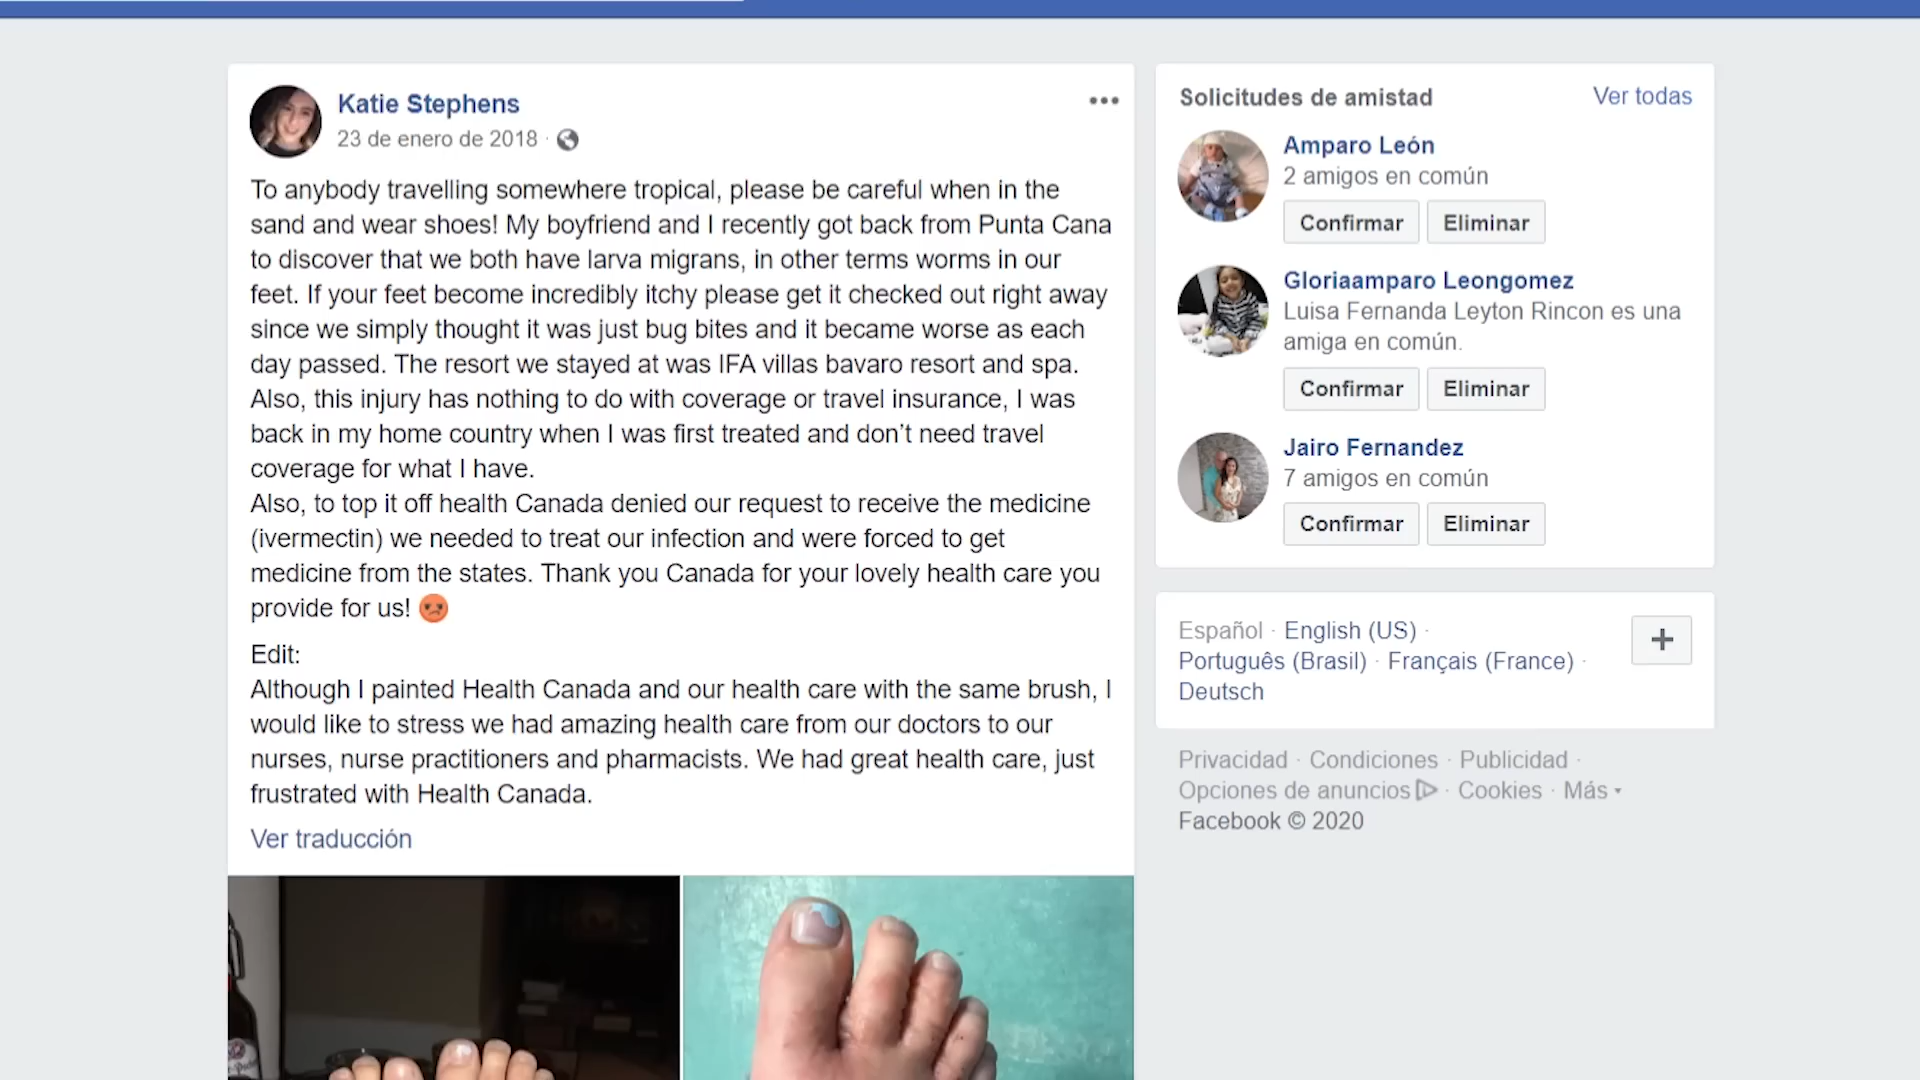 Katie Stephens
23 de enero de 2018 ·
To anybody travelling somewhere tropical, please be careful when in the
sand and wear shoes! My boyfriend and I recently got back from Punta Cana
to discover that we both have larva migrans, in other terms worms in our
feet. If your feet become incredibly itchy please get it checked out right away
since we simply thought it was just bug bites and it became worse as each
day passed. The resort we stayed at was IFA villas bavaro resort and spa.
Also, this injury has nothing to do with coverage or travel insurance, I was
back in my home country when I was first treated and don’t need travel
coverage for what I have.
Also, to top it off health Canada denied our request to receive the medicine
(ivermectin) we needed to treat our infection and were forced to get
medicine from the states. Thank you Canada for your lovely health care you
provide for us! 😡
Edit:
Although I painted Health Canada and our health care with the same brush, I
would like to stress we had amazing health care from our doctors to our
nurses, nurse practitioners and pharmacists. We had great health care, just
frustrated with Health Canada.
Ver traducción
Solicitudes de amistad
Ver todas
Amparo León
2 amigos en común
Confirmar Eliminar
Gloriaamparo Leongomez
Luisa Fernanda Leyton Rincon es una
amiga en común.
Confirmar Eliminar
Jairo Fernandez
7 amigos en común
Confirmar Eliminar
Español · English (US) ·
Português (Brasil) · Français (France) ·
Deutsch
Privacidad · Condiciones · Publicidad ·
Opciones de anuncios · Cookies · Más
Facebook © 2020